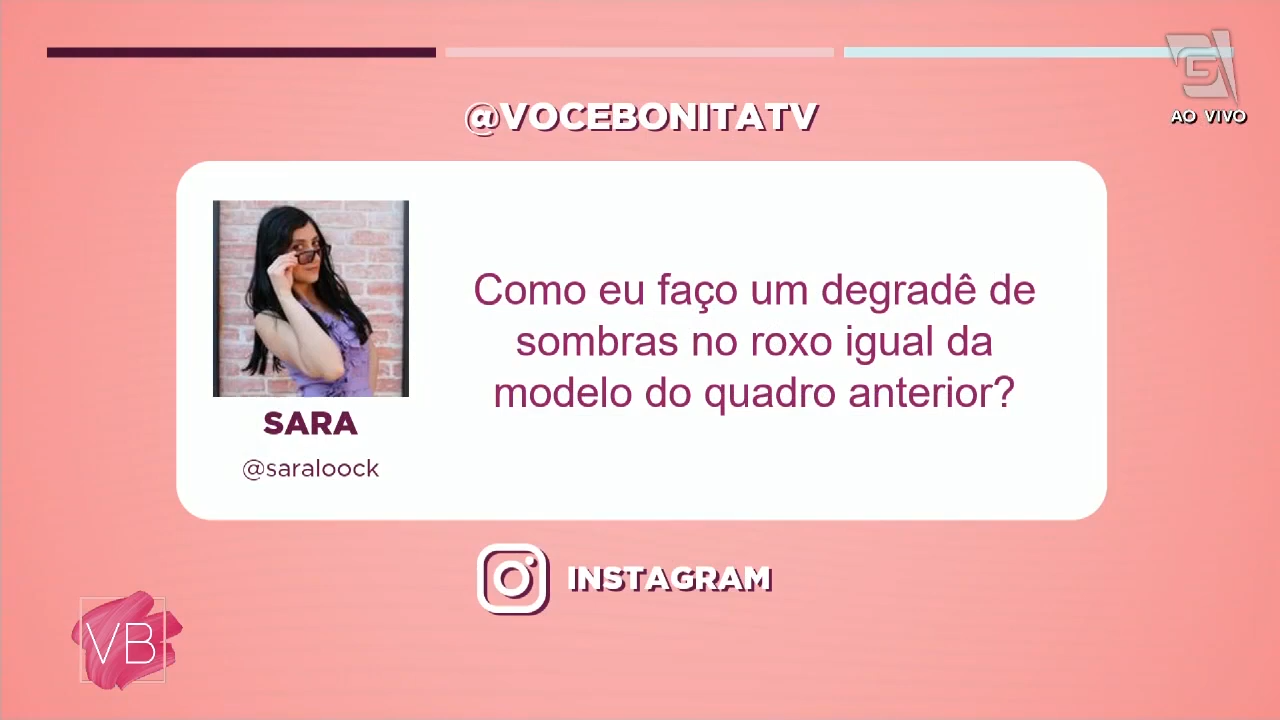 @VOCEBONITATV
AO VIVO
Como eu faço um degradê de
sombras no roxo igual da
modelo do quadro anterior?
SARA
@saraloock
INSTAGRAM
VB